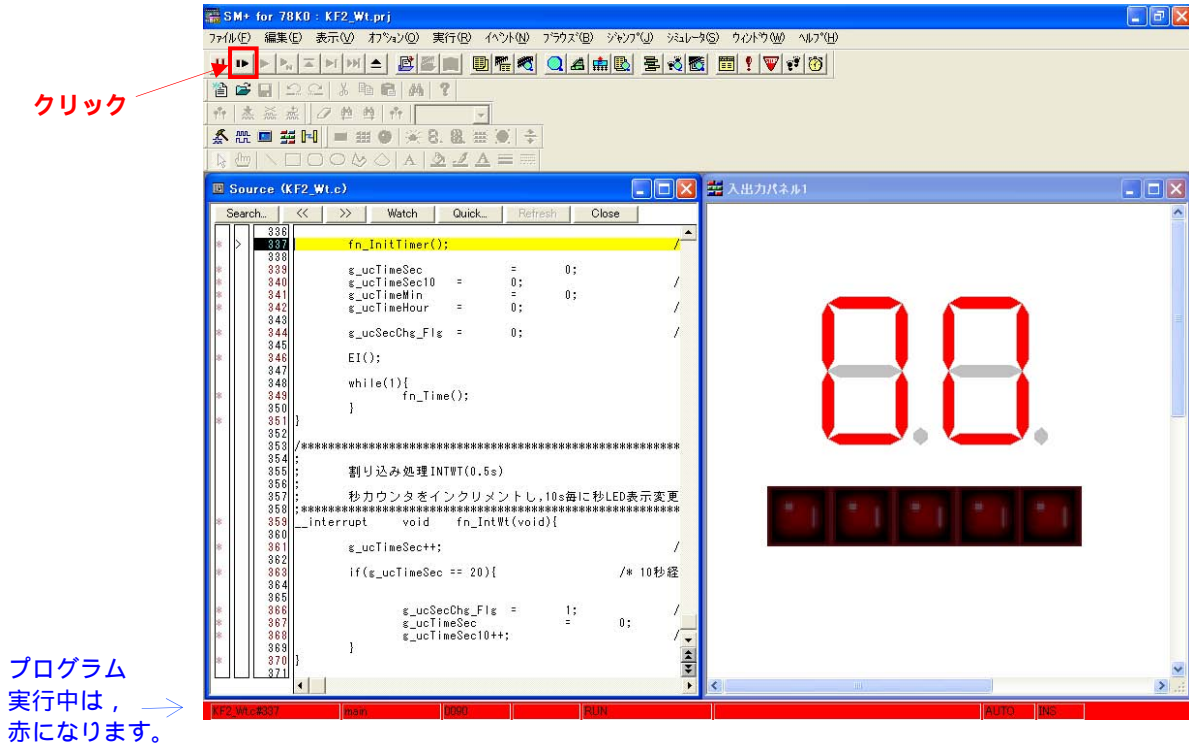 SM+ for 78K0 : KF2_Wt.prj
ファイル(F) 編集(E) 表示(V) オプション(O) 実行(R) イベント(N) ブラウズ(B) ジャンプ(J) シミュレータ(S) ウィンドウ(W) ヘルプ(H)
クリック
Source (KF2_Wt.c)
Search... << >> Watch Quick... Refresh Close
336
* > 337 fn_InitTimer(); /
338
* 339 g_ucTimeSec = 0;
* 340 g_ucTimeSec10 = 0; /
* 341 g_ucTimeMin = 0;
* 342 g_ucTimeHour = 0; /
343
* 344 g_ucSecChg_Flg = 0; /
345
* 346 EI();
347
348 while(1){
* 349 fn_Time();
350 }
* 351 }
352
353 /********************************************************
354 ;
355 ; 割り込み処理INTWT(0.5s)
356 ;
357 ; 秒カウンタをインクリメントし,10s毎に秒LED表示変更
358 ;********************************************************
* 359 __interrupt void fn_IntWt(void){
360
* 361 g_ucTimeSec++; /
362
* 363 if(g_ucTimeSec == 20){ /* 10秒経
364
365
* 366 g_ucSecChg_Flg = 1; /
* 367 g_ucTimeSec = 0;
* 368 g_ucTimeSec10++; /
369 }
* 370 }
371
入出力パネル1
00
プログラム
実行中は，
赤になります。
KF2_Wt.c#337 main 0090 RUN AUTO INS